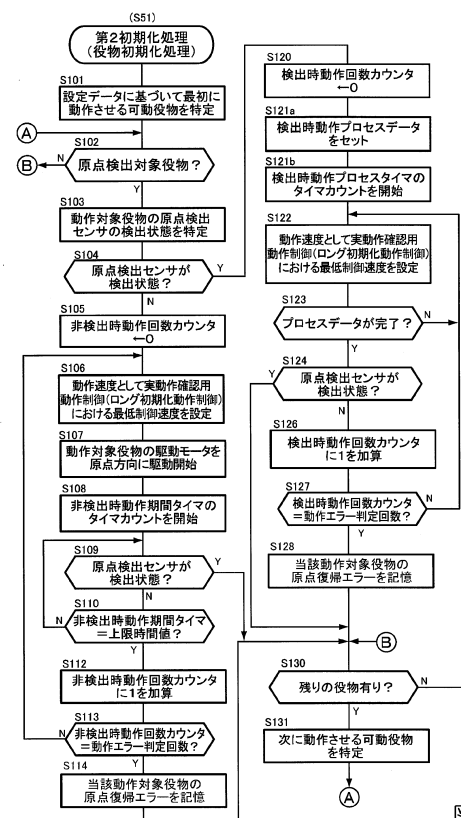 (S51)
第2初期化処理
(役物初期化処理)
S101
設定データに基づいて最初に
動作させる可動役物を特定
A
S102
原点検出対象役物？
N
B
Y
S103
動作対象役物の原点検出
センサの検出状態を特定
S104
原点検出センサが
検出状態？
Y
N
S105
非検出時動作回数カウンタ
←0
S106
動作速度として実動作確認用
動作制御(ロング初期化動作制御)
における最低制御速度を設定
S107
動作対象役物の駆動モータを
原点方向に駆動開始
S108
非検出時動作期間タイマの
タイマカウントを開始
S109
原点検出センサが
検出状態？
Y
N
S110
非検出時動作期間タイマ
＝上限時間値？
N
Y
S112
非検出時動作回数カウンタ
に1を加算
S113
非検出時動作回数カウンタ
＝動作エラー判定回数？
N
Y
S114
当該動作対象役物の
原点復帰エラーを記憶
S120
検出時動作回数カウンタ
←0
S121a
検出時動作プロセスデータ
をセット
S121b
検出時動作プロセスタイマの
タイマカウントを開始
S122
動作速度として実動作確認用
動作制御(ロング初期化動作制御)
における最低制御速度を設定
S123
プロセスデータが完了？
N
Y
S124
原点検出センサが
検出状態？
Y
N
S126
検出時動作回数カウンタ
に1を加算
S127
検出時動作回数カウンタ
＝動作エラー判定回数？
N
Y
S128
当該動作対象役物の
原点復帰エラーを記憶
B
S130
残りの役物有り？
N
Y
S131
次に動作させる可動役物
を特定
A